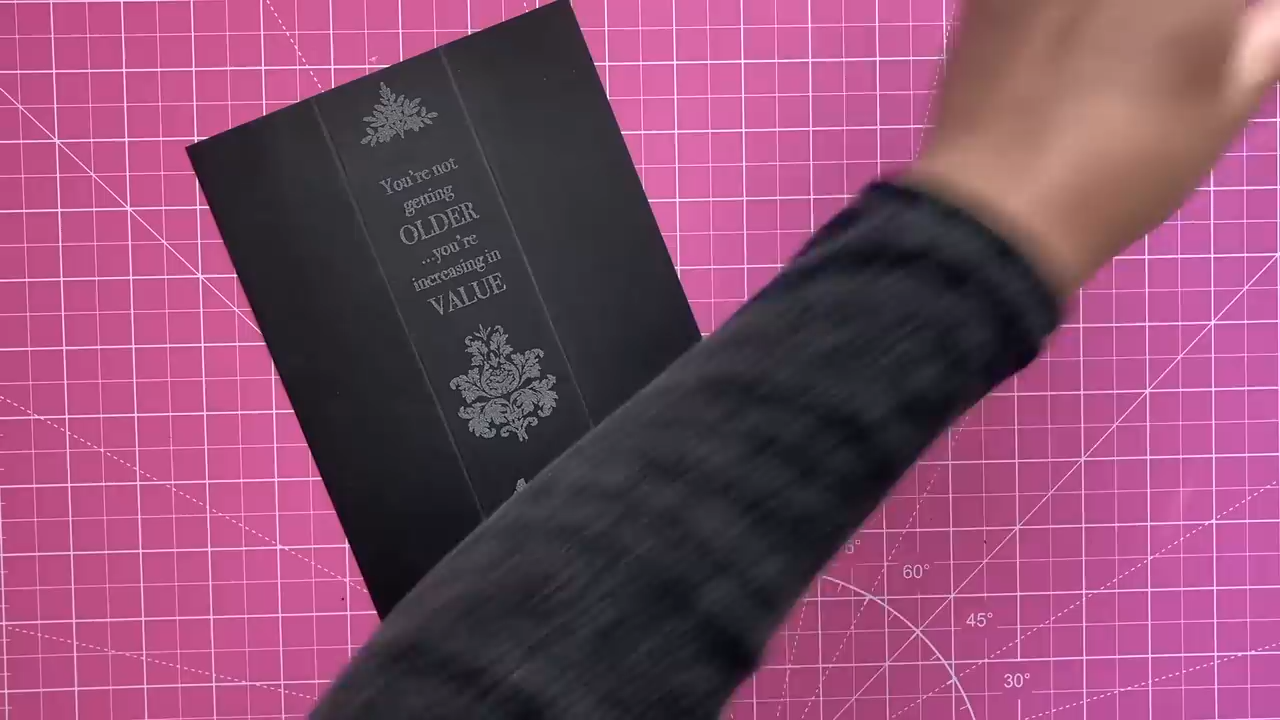 You're not
getting
OLDER
...you're
increasing in
VALUE
60°
45°
30°